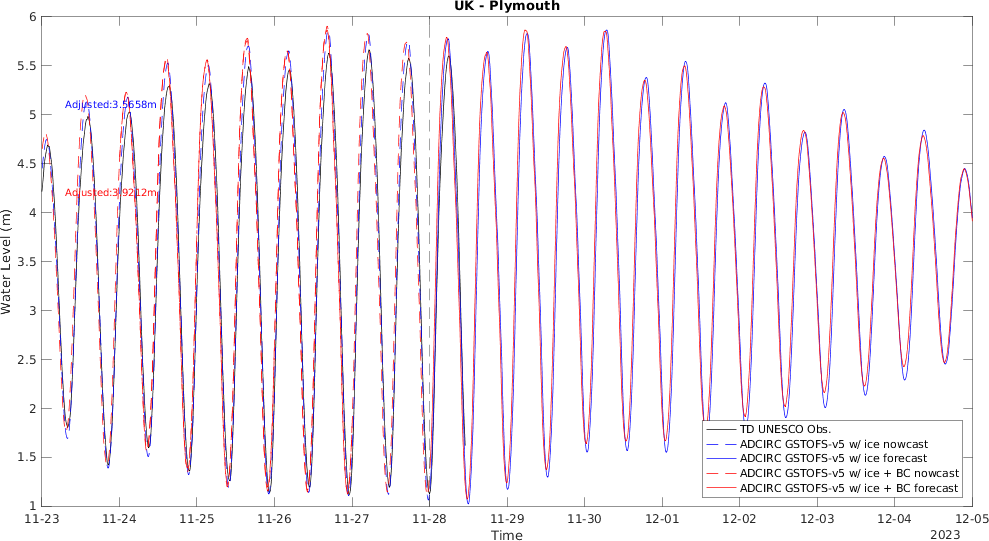 UK - Plymouth
Water Level (m)
6
5.5
5
4.5
4
3.5
3
2.5
2
1.5
1
Adjusted:3.5658m
Adjusted:3.9212m
TD UNESCO Obs.
ADCIRC GSTOFS-v5 w/ ice nowcast
ADCIRC GSTOFS-v5 w/ ice forecast
ADCIRC GSTOFS-v5 w/ ice + BC nowcast
ADCIRC GSTOFS-v5 w/ ice + BC forecast
11-23 11-24 11-25 11-26 11-27 11-28 11-29 11-30 12-01 12-02 12-03 12-04 12-05
Time
2023